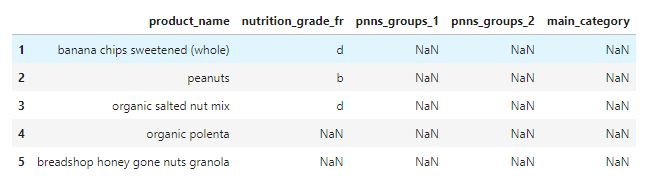 product_name nutrition_grade_fr pnns_groups_1 pnns_groups_2 main_category
1 banana chips sweetened (whole) d NaN NaN NaN
2 peanuts b NaN NaN NaN
3 organic salted nut mix d NaN NaN NaN
4 organic polenta NaN NaN NaN NaN
5 breadshop honey gone nuts granola NaN NaN NaN NaN